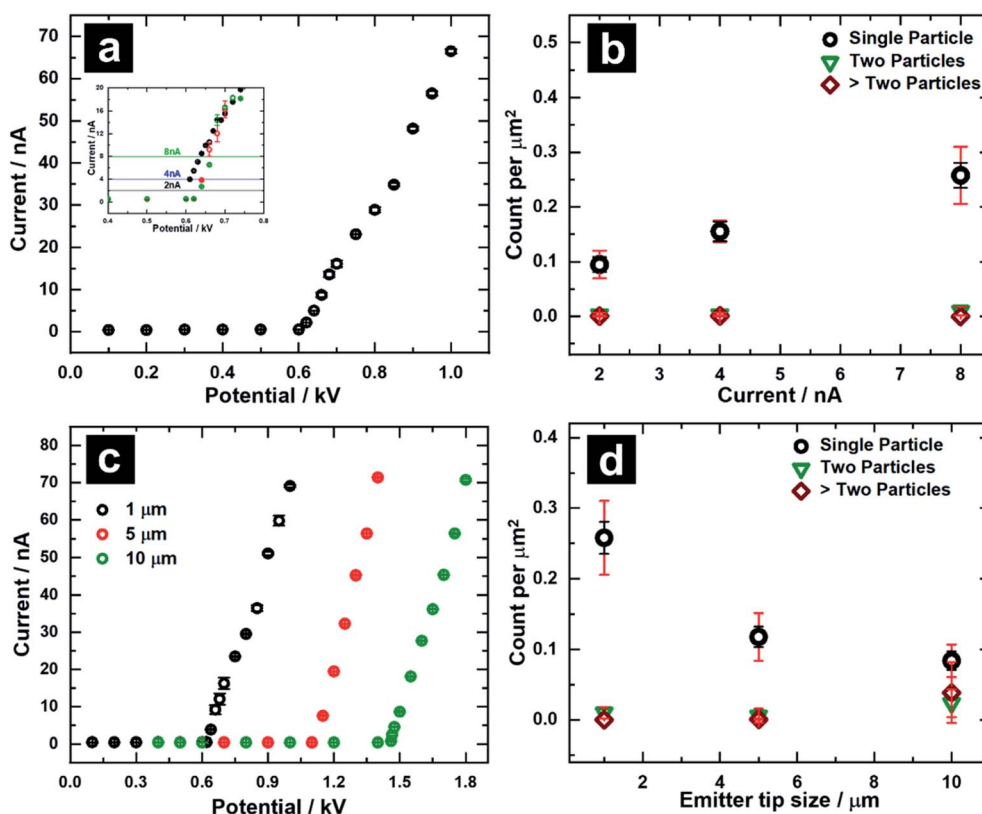 a
70
60
50
40
30
20
10
0
Current / nA
0.0 0.2 0.4 0.6 0.8 1.0
Potential / kV
20
16
12
8
4
0
Current / nA
8nA
4nA
2nA
0.4 0.5 0.6 0.7 0.8
Potential / kV
b
Single Particle
Two Particles
> Two Particles
0.5
0.4
0.3
0.2
0.1
0.0
Count per μm²
2 3 4 5 6 7 8
Current / nA
c
1 μm
5 μm
10 μm
80
70
60
50
40
30
20
10
0
Current / nA
0.0 0.3 0.6 0.9 1.2 1.5 1.8
Potential / kV
d
Single Particle
Two Particles
> Two Particles
0.4
0.3
0.2
0.1
0.0
Count per μm²
2 4 6 8 10
Emitter tip size / μm